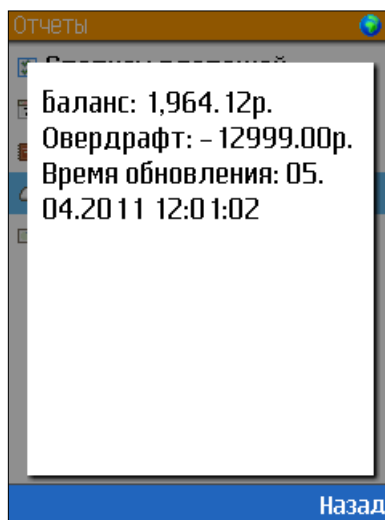 Отчеты
Баланс: 1,964.12р.
Овердрафт: -12999.00р.
Время обновления: 05.
04.2011 12:01:02
Назад